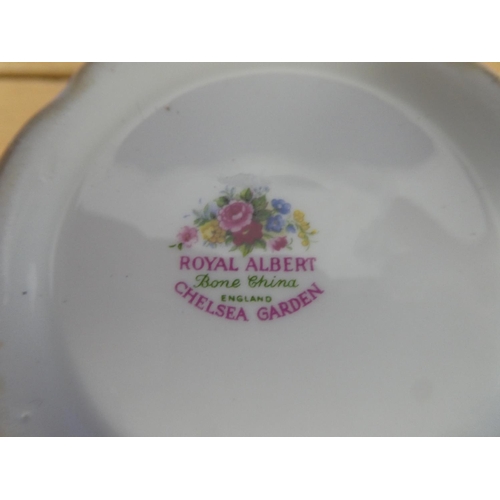 ROYAL ALBERT
Bone China
ENGLAND
CHELSEA GARDEN